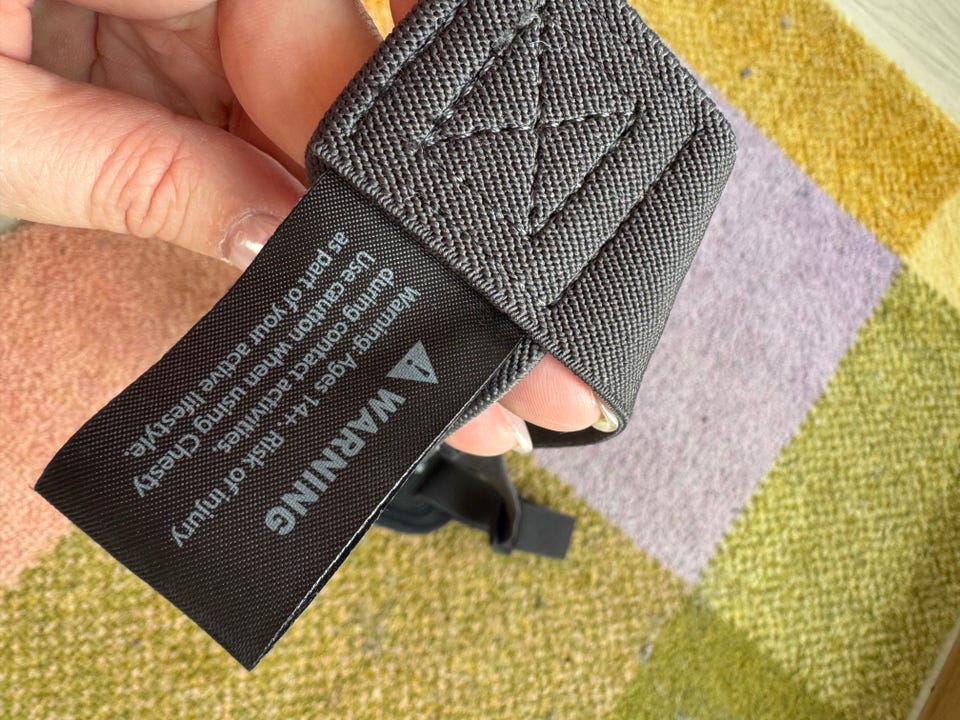 ⚠ WARNING
Warning: Ages 14+. Risk of injury
during contact activities.
Use caution when using Chesty
as part of your active lifestyle.